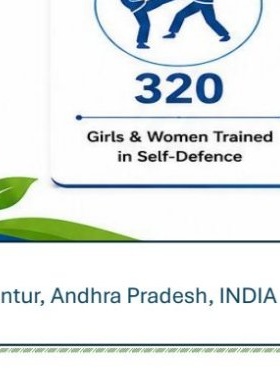 320
Girls & Women Trained
in Self-Defence
ntur, Andhra Pradesh, INDIA